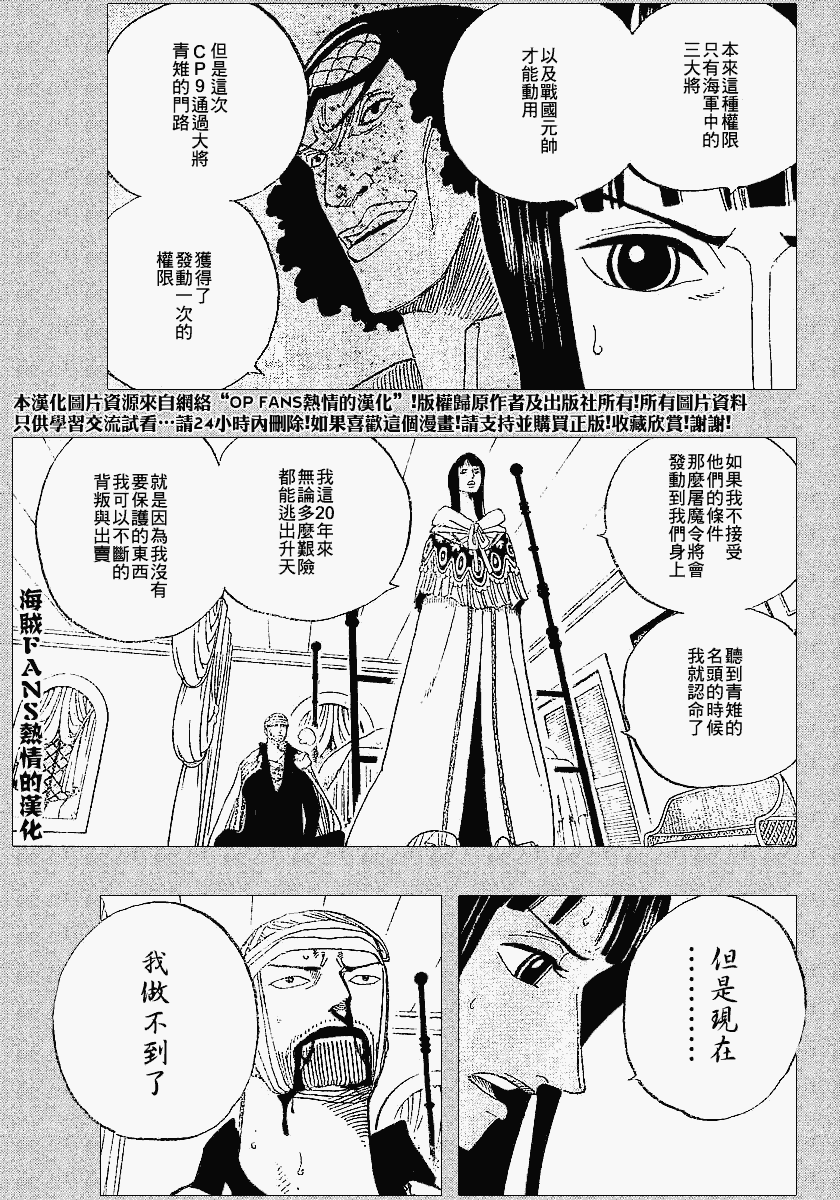 本來這種權限
只有海軍中的
三大將
以及戰國元帥
才能動用
但是這次
CP9通過大將
青雉的門路
獲得了
發動一次的
權限
本漢化圖片資源來自網絡“OP FANS熱情的漢化”!版權歸原作者及出版社所有!所有圖片資料
只供學習交流試看…請24小時內刪除!如果喜歡這個漫畫!請支持並購買正版!收藏欣賞!謝謝!
如果我不接受
他們的條件
那麼屠魔令將會
發動到我們身上
聽到青雉的
名頭的時候
我就認命了
我這20年來
無論多麼艱險
都能逃出升天
就是因為我沒有
要保護的東西
我可以不斷的
背叛與出賣
海賊FANS熱情的漢化
但是現在
………
我做不到了